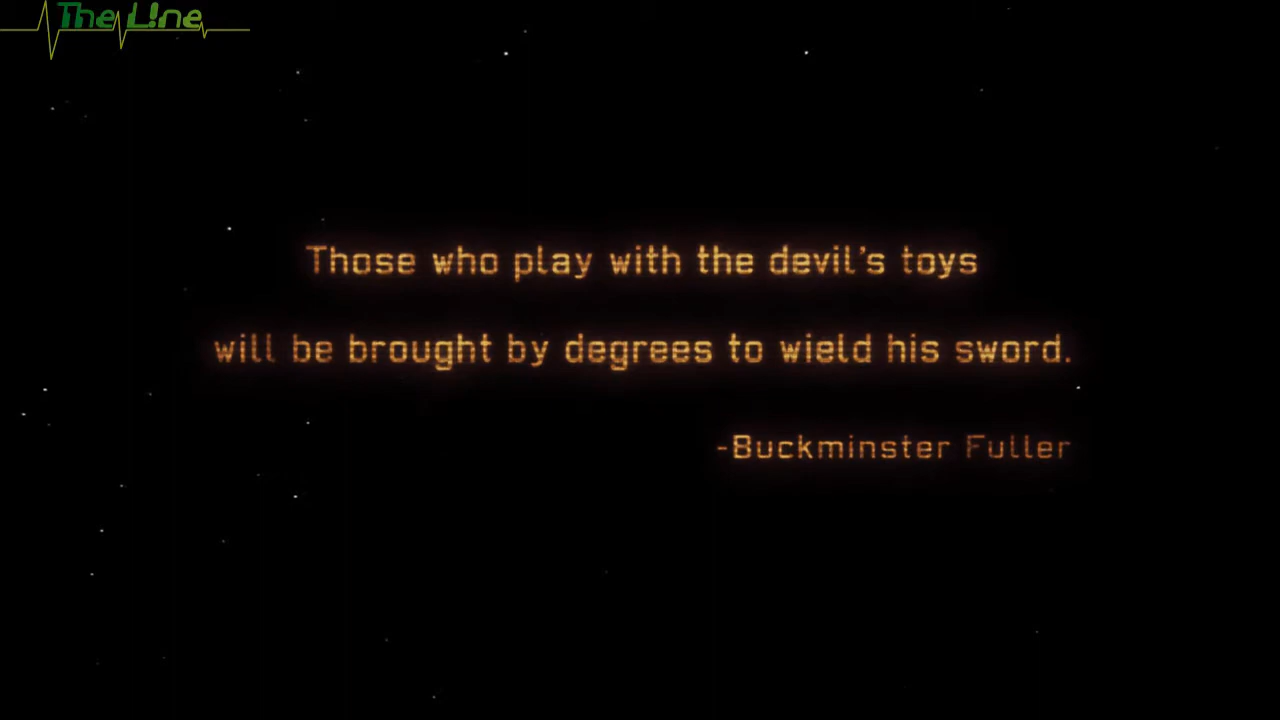 The L!ne
Those who play with the devil's toys
will be brought by degrees to wield his sword.
-Buckminster Fuller